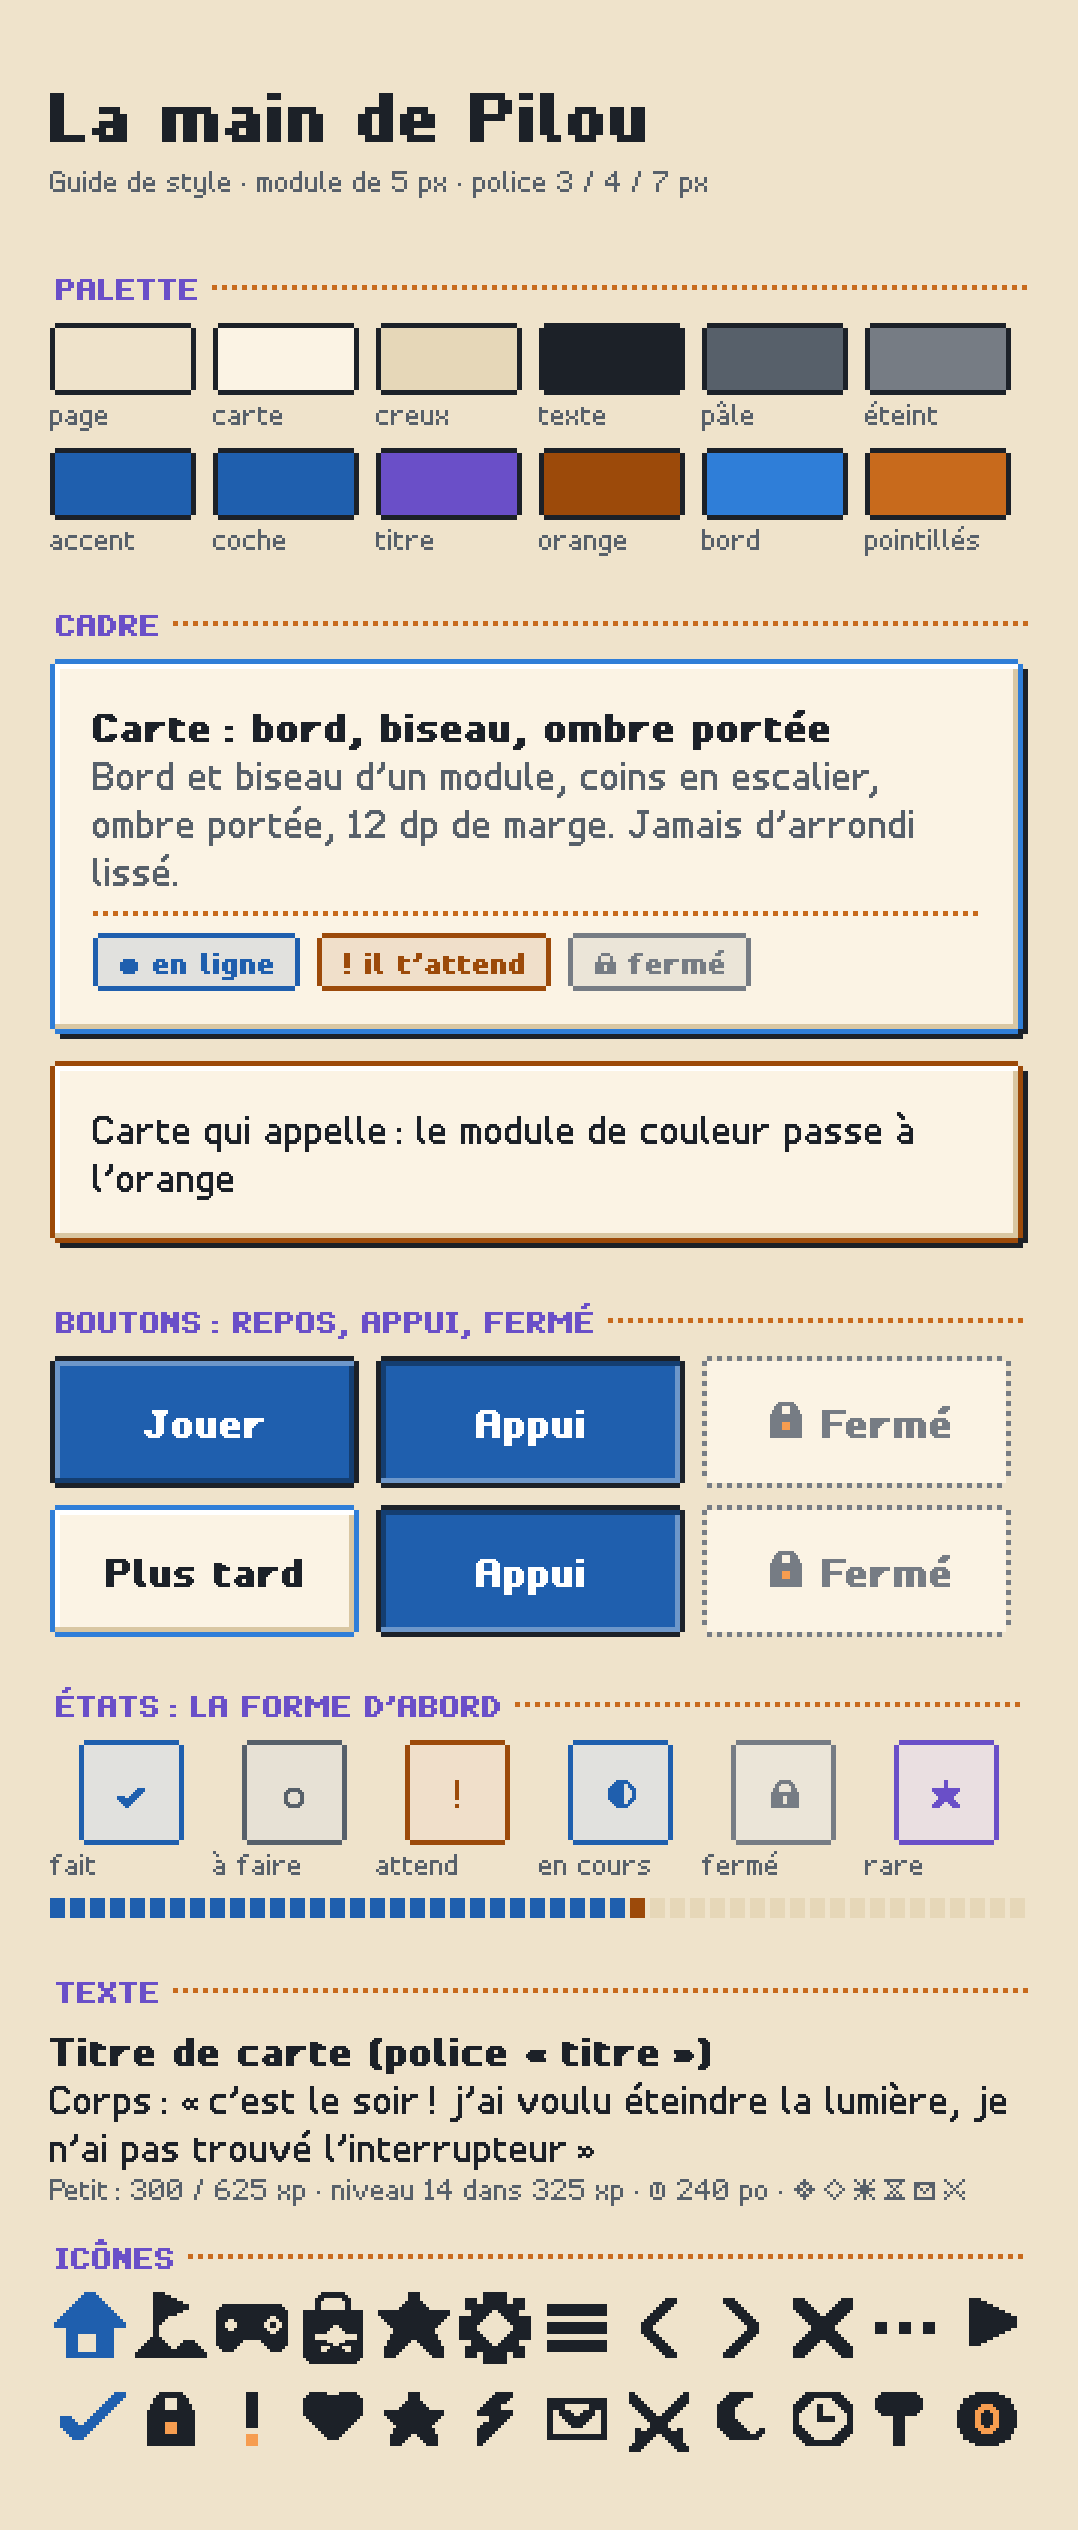 La main de Pilou
Guide de style · module de 5 px · police 3 / 4 / 7 px
PALETTE
page carte creux texte pâle éteint
accent coche titre orange bord pointillés
CADRE
Carte : bord, biseau, ombre portée
Bord et biseau d’un module, coins en escalier,
ombre portée, 12 dp de marge. Jamais d’arrondi
lissé.
en ligne ! il t’attend fermé
Carte qui appelle : le module de couleur passe à
l’orange
BOUTONS : REPOS, APPUI, FERMÉ
Jouer Appui Fermé
Plus tard Appui Fermé
ÉTATS : LA FORME D’ABORD
!
fait à faire attend en cours fermé rare
TEXTE
Titre de carte (police « titre »)
Corps : « c’est le soir ! j’ai voulu éteindre la lumière, je
n’ai pas trouvé l’interrupteur »
Petit : 300 / 625 xp · niveau 14 dans 325 xp · 240 po ·
ICÔNES